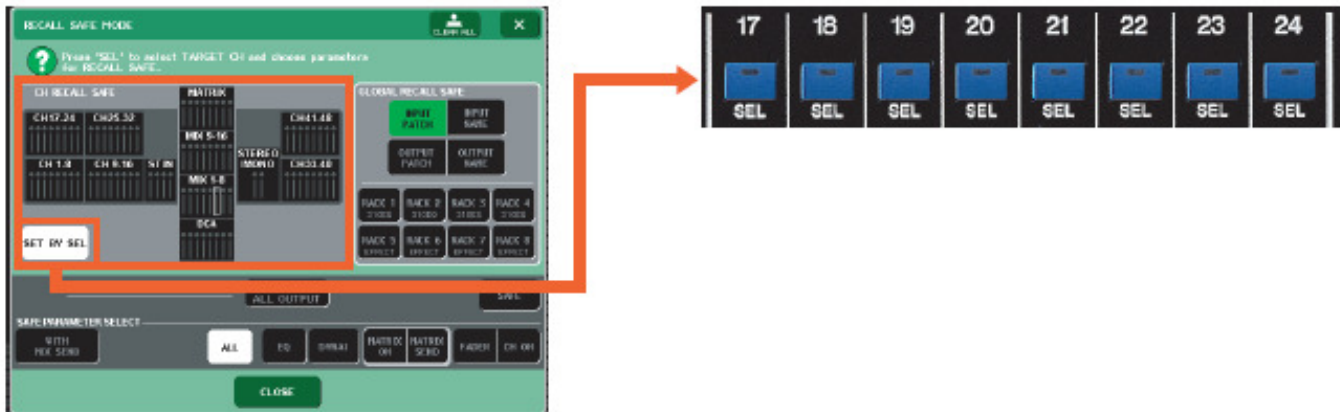 RECALL SAFE MODE
CLEAR ALL
×
? Press "SEL" to select TARGET CH and choose parameters
for RECALL SAFE.
CH RECALL SAFE
MATRIX
CH17-24 CH25-32
CH41-48
MIX 9-16
CH 1-8 CH 9-16 ST IN
STEREO
/MONO
CH33-40
MIX 1-8
DCA
SET BY SEL
GLOBAL RECALL SAFE
INPUT
PATCH
INPUT
NAME
OUTPUT
PATCH
OUTPUT
NAME
RACK 1 RACK 2 RACK 3 RACK 4
RACK 5 RACK 6 RACK 7 RACK 8
EFFECT EFFECT EFFECT EFFECT
ALL OUTPUT
SAFE
SAFE PARAMETER SELECT
WITH
MIX SEND
ALL
EQ
MATRIX
ON
MATRIX
SEND
FADER
CH ON
CLOSE
17 18 19 20 21 22 23 24
SEL SEL SEL SEL SEL SEL SEL SEL